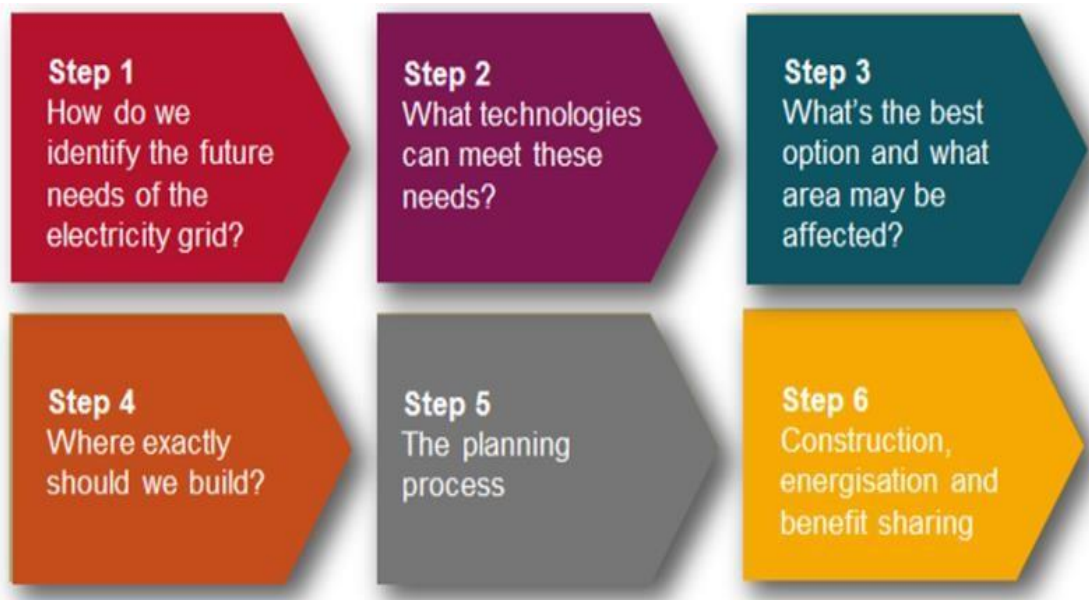 Step 1
How do we
identify the future
needs of the
electricity grid?
Step 2
What technologies
can meet these
needs?
Step 3
What's the best
option and what
area may be
affected?
Step 4
Where exactly
should we build?
Step 5
The planning
process
Step 6
Construction,
energisation and
benefit sharing